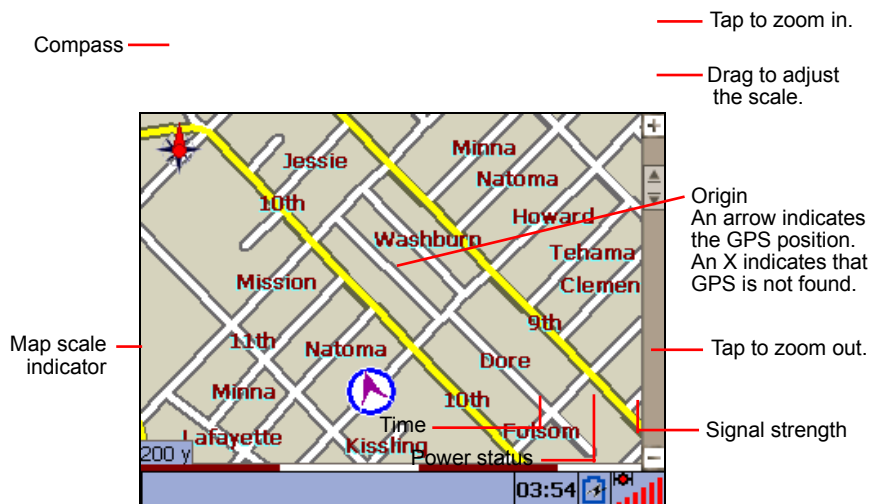 Tap to zoom in.
Compass
Drag to adjust
the scale.
Minna
Jessie
Natoma
10th
Origin
An arrow indicates
the GPS position.
An X indicates that
GPS is not found.
Howard
Washburn
Tehama
Mission
Clemen
9th
Map scale
indicator
11th
Natoma
Tap to zoom out.
Dore
Minna
10th
Time
Folsom
Signal strength
Lafayette
Kissling
200 y
Power status
03:54